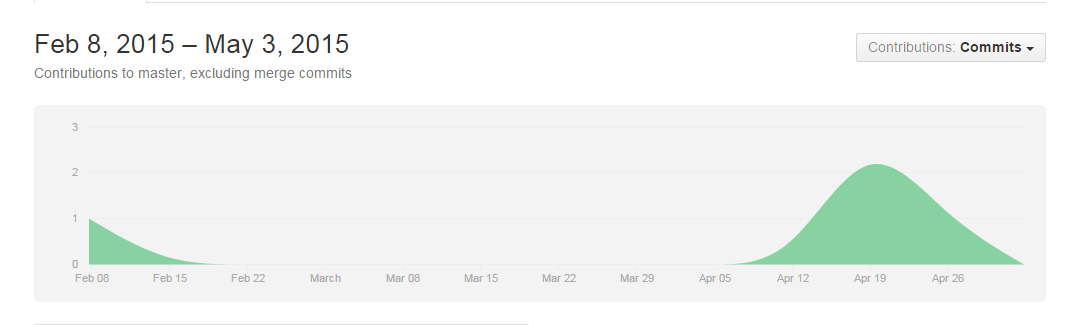 Feb 8, 2015 – May 3, 2015
Contributions: Commits
Contributions to master, excluding merge commits
3
2
1
0
Feb 08 Feb 15 Feb 22 March Mar 08 Mar 15 Mar 22 Mar 29 Apr 05 Apr 12 Apr 19 Apr 26